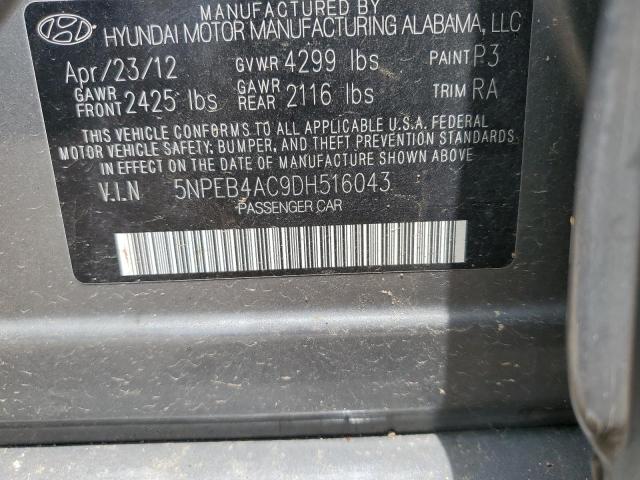 MANUFACTURED BY
HYUNDAI MOTOR MANUFACTURING ALABAMA, LLC
Apr/23/12 GVWR 4299 lbs PAINT P3
GAWR FRONT 2425 lbs GAWR REAR 2116 lbs TRIM RA
THIS VEHICLE CONFORMS TO ALL APPLICABLE U.S.A. FEDERAL
MOTOR VEHICLE SAFETY, BUMPER, AND THEFT PREVENTION STANDARDS
IN EFFECT ON THE DATE OF MANUFACTURE SHOWN ABOVE.
V.I.N 5NPEB4AC9DH516043
PASSENGER CAR